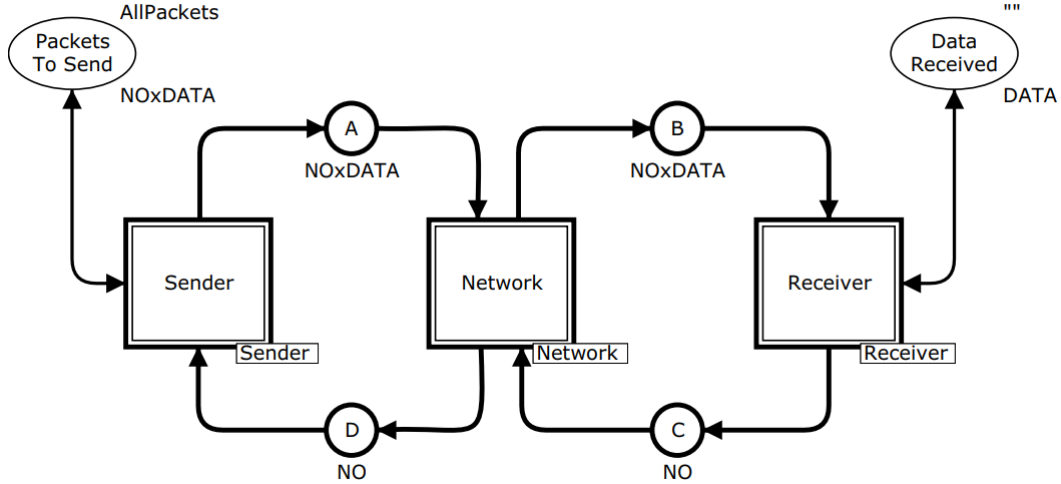 AllPackets
Packets
To Send
NOxDATA
""
Data
Received
DATA
A
NOxDATA
B
NOxDATA
Sender
Sender
Network
Network
Receiver
Receiver
D
NO
C
NO